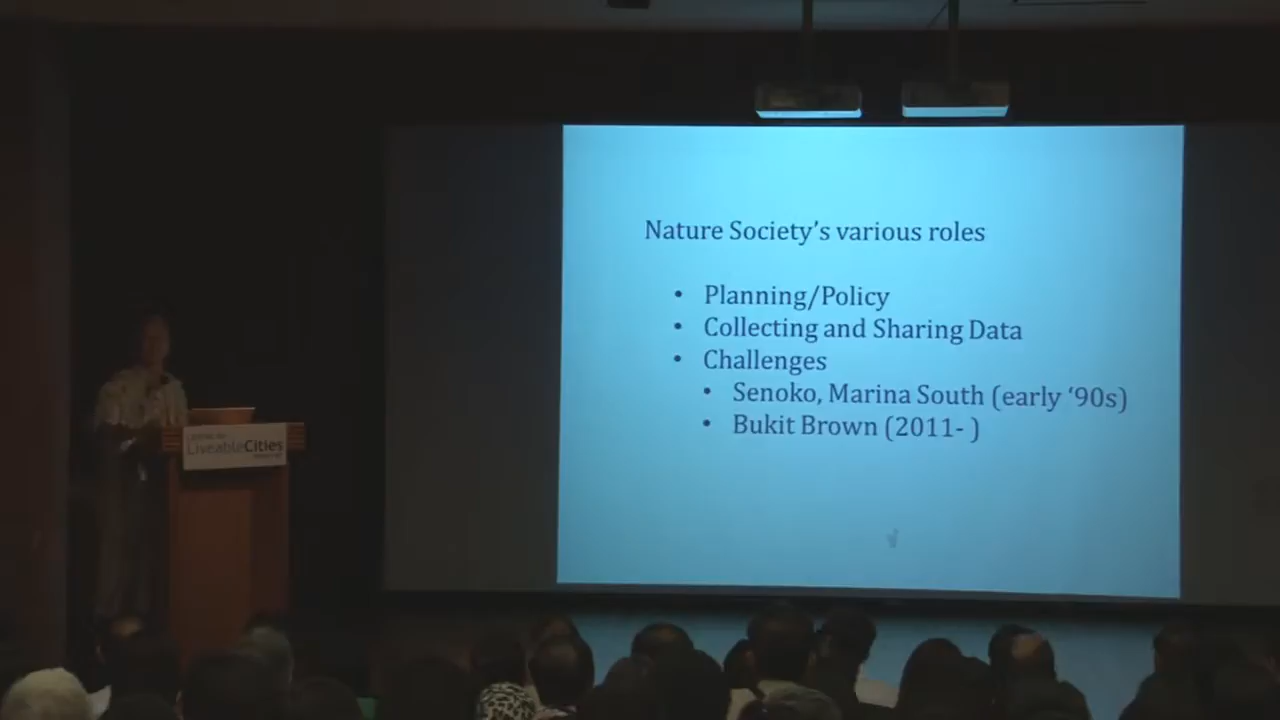 Nature Society's various roles
• Planning/Policy
• Collecting and Sharing Data
• Challenges
• Senoko, Marina South (early ‘90s)
• Bukit Brown (2011- )
LiveableCities